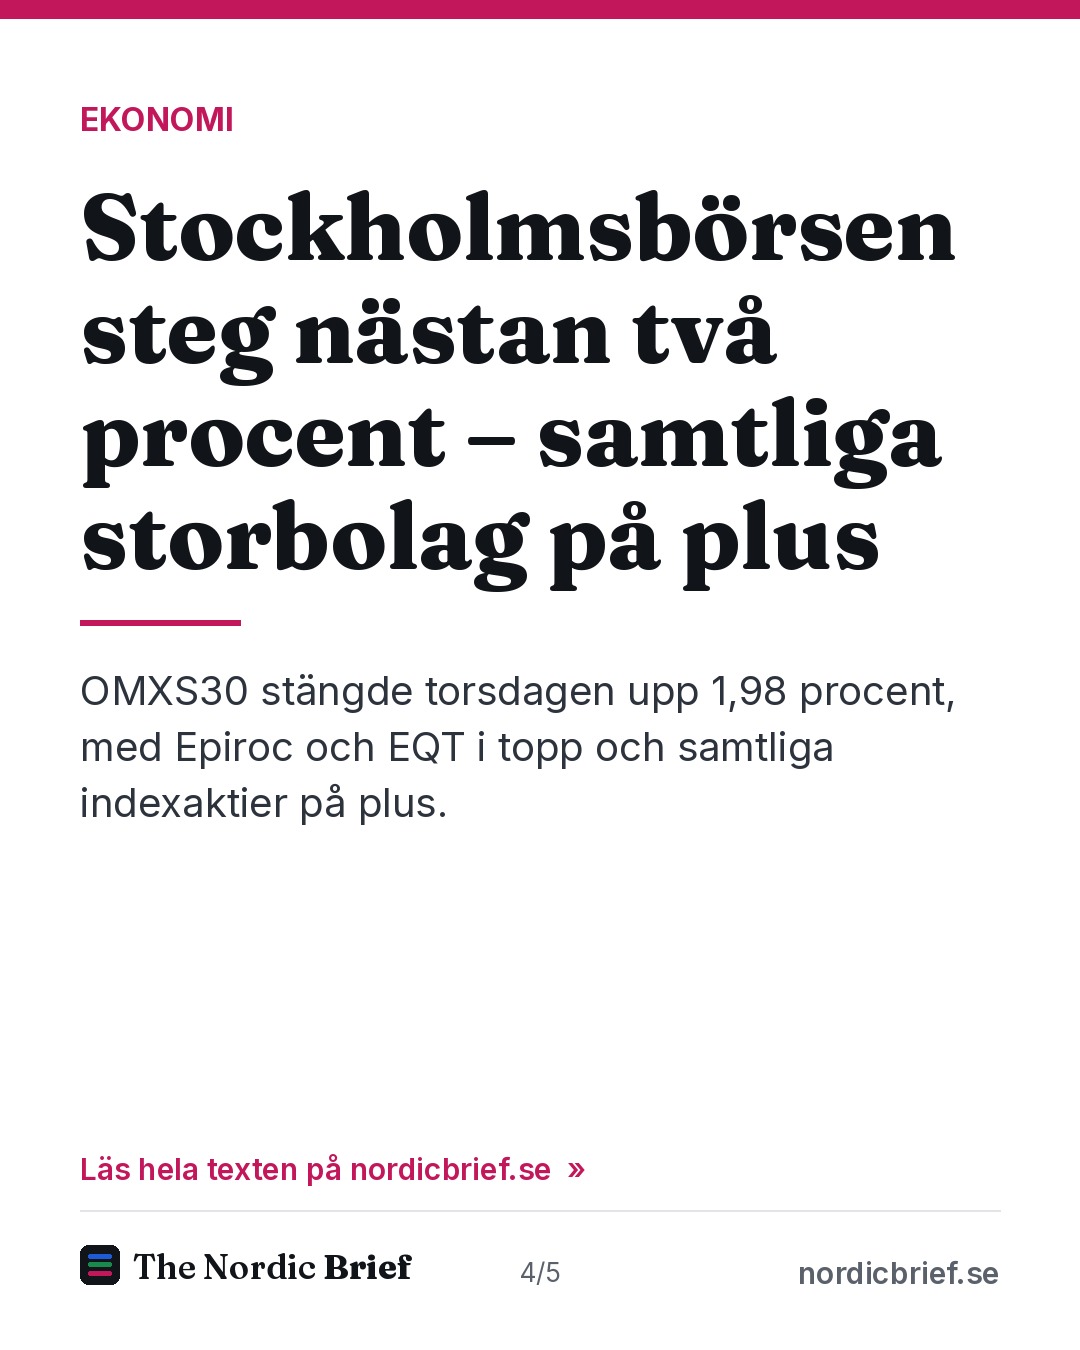 EKONOMI
Stockholmsbörsen
steg nästan två
procent – samtliga
storbolag på plus
OMXS30 stängde torsdagen upp 1,98 procent,
med Epiroc och EQT i topp och samtliga
indexaktier på plus.
Läs hela texten på nordicbrief.se »
The Nordic Brief
4/5
nordicbrief.se